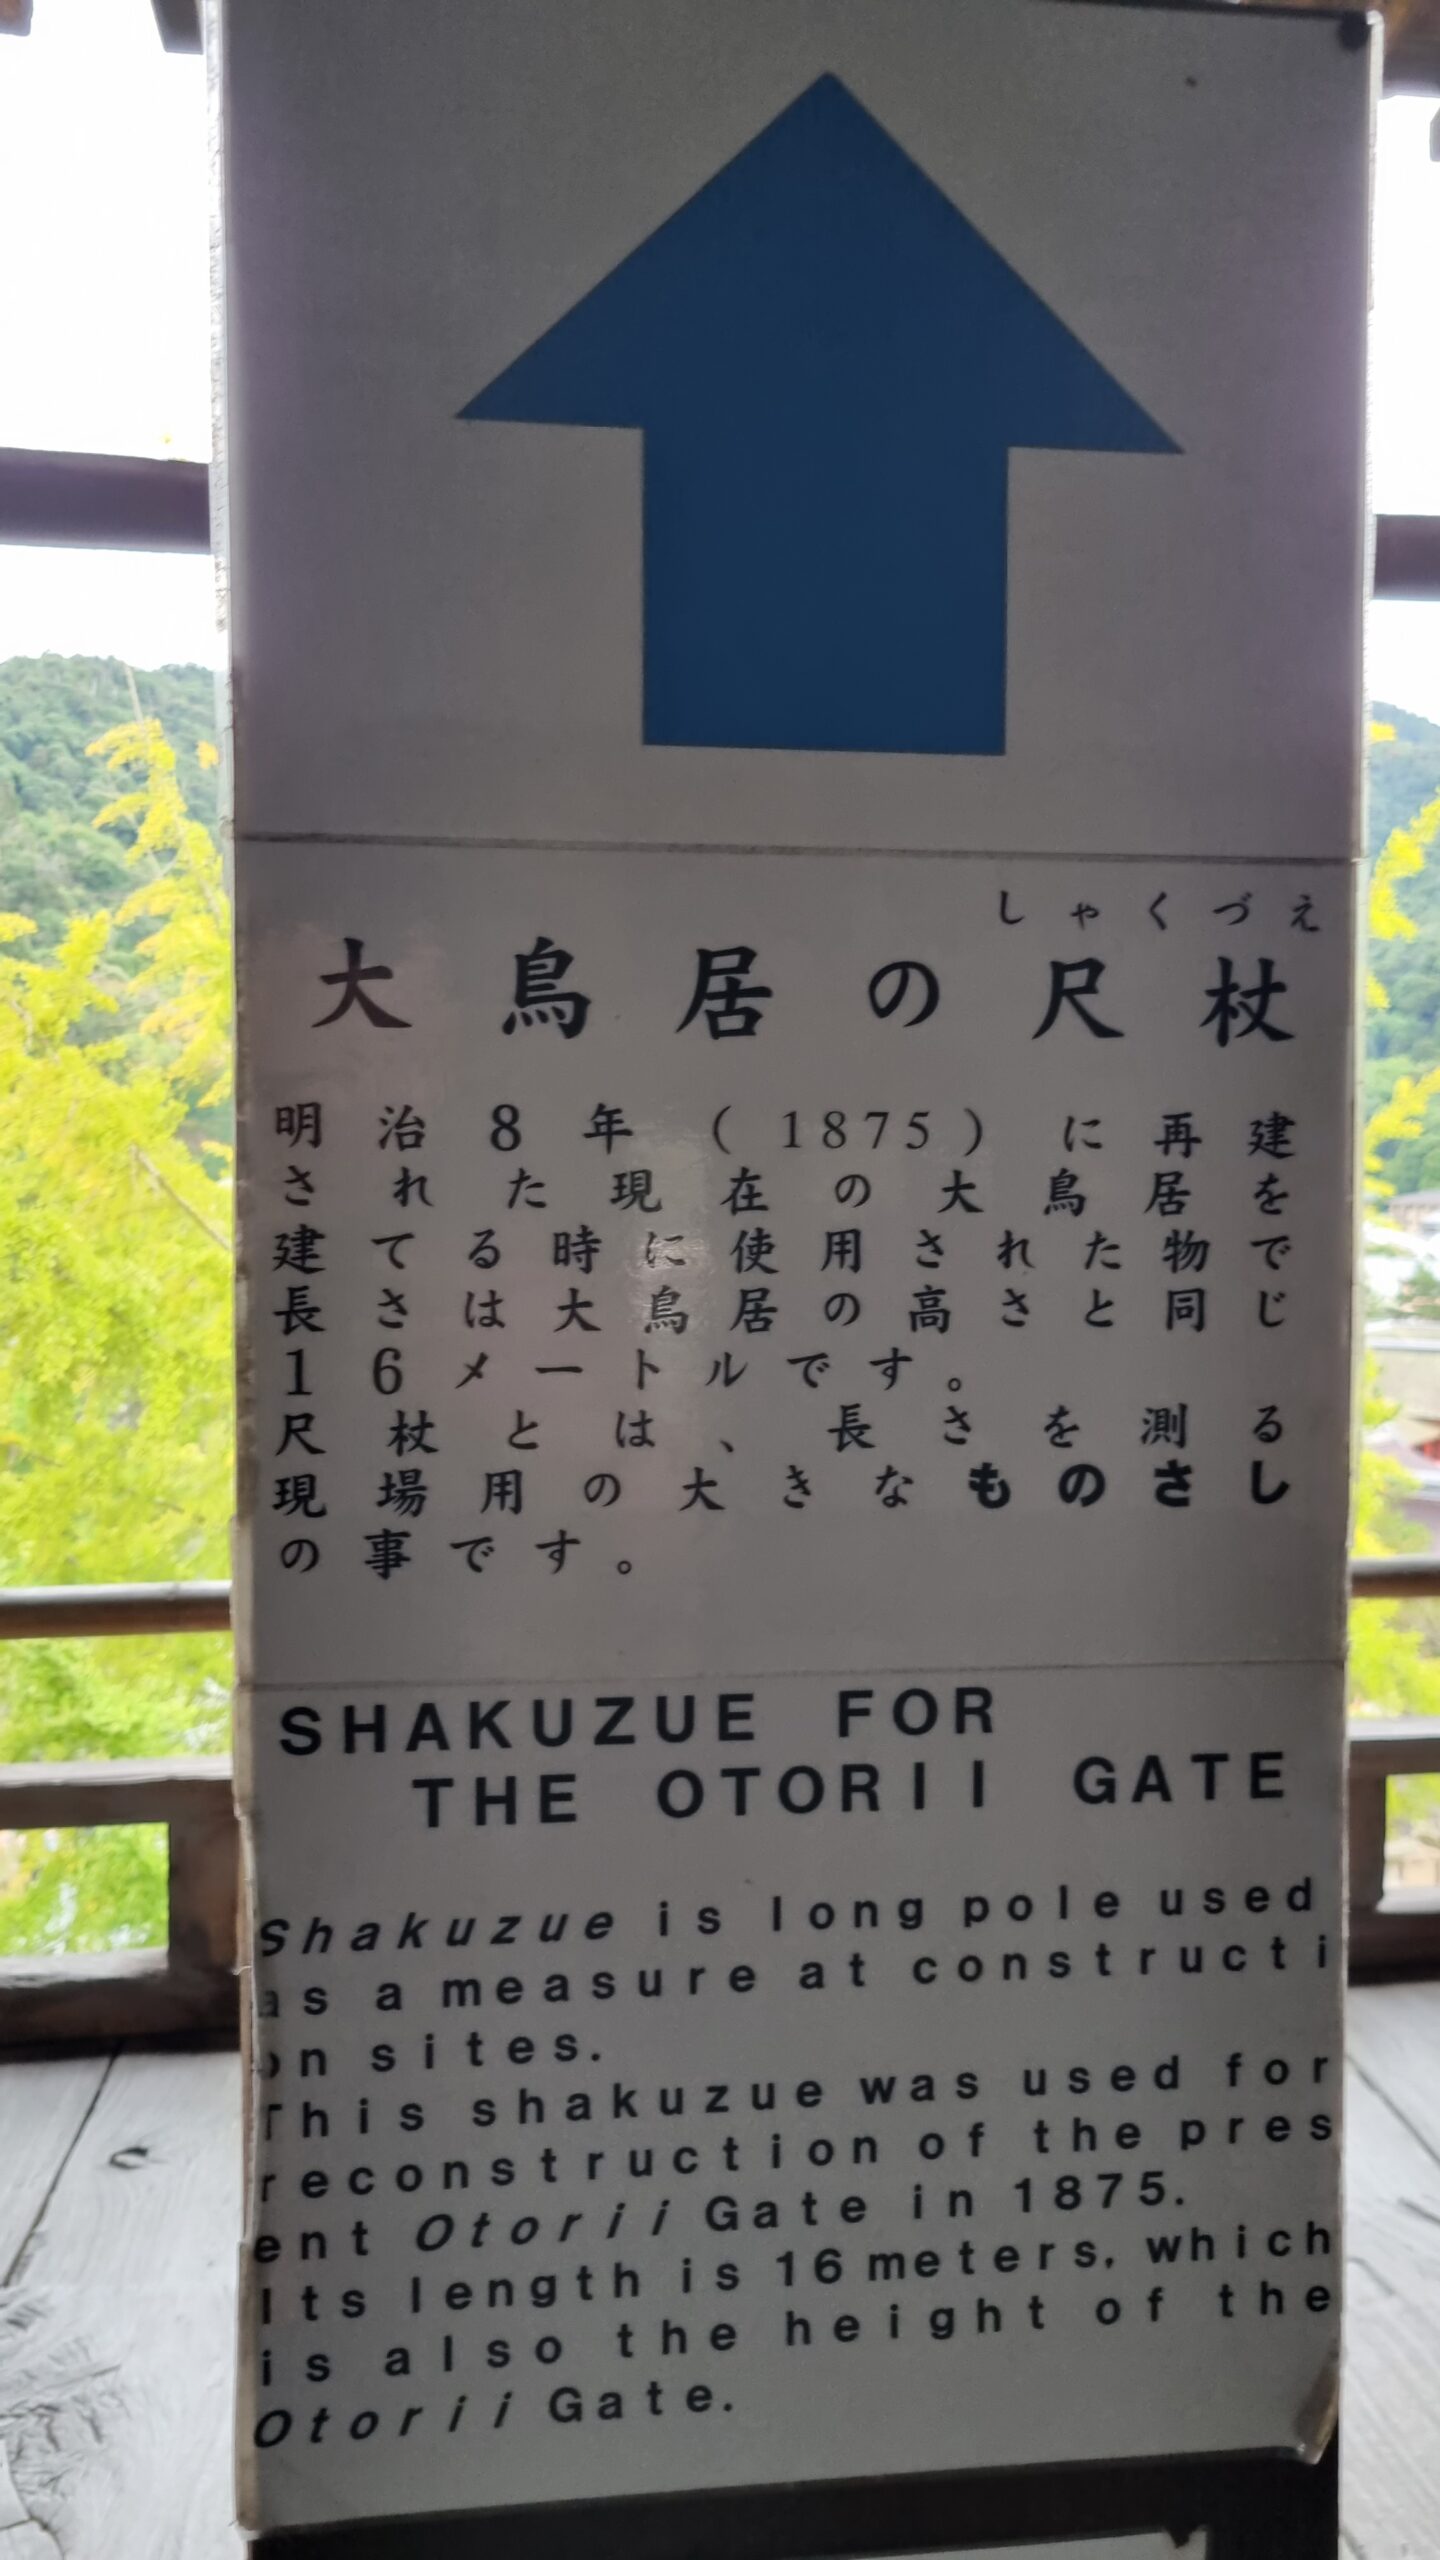 しゃくづえ
大鳥居の尺杖
明治8年(1875)に再建
された現在の大鳥居を
建てる時に使用された物で
長さは大鳥居の高さと同じ
16メートルです。
尺杖とは、長さを測る
現場用の大きなものさし
の事です。
SHAKUZUE FOR
THE OTORII GATE
Shakuzue is long pole used
as a measure at constructi
on sites.
This shakuzue was used for
reconstruction of the pres
ent Otorii Gate in 1875.
Its length is 16 meters, which
is also the height of the
Otorii Gate.